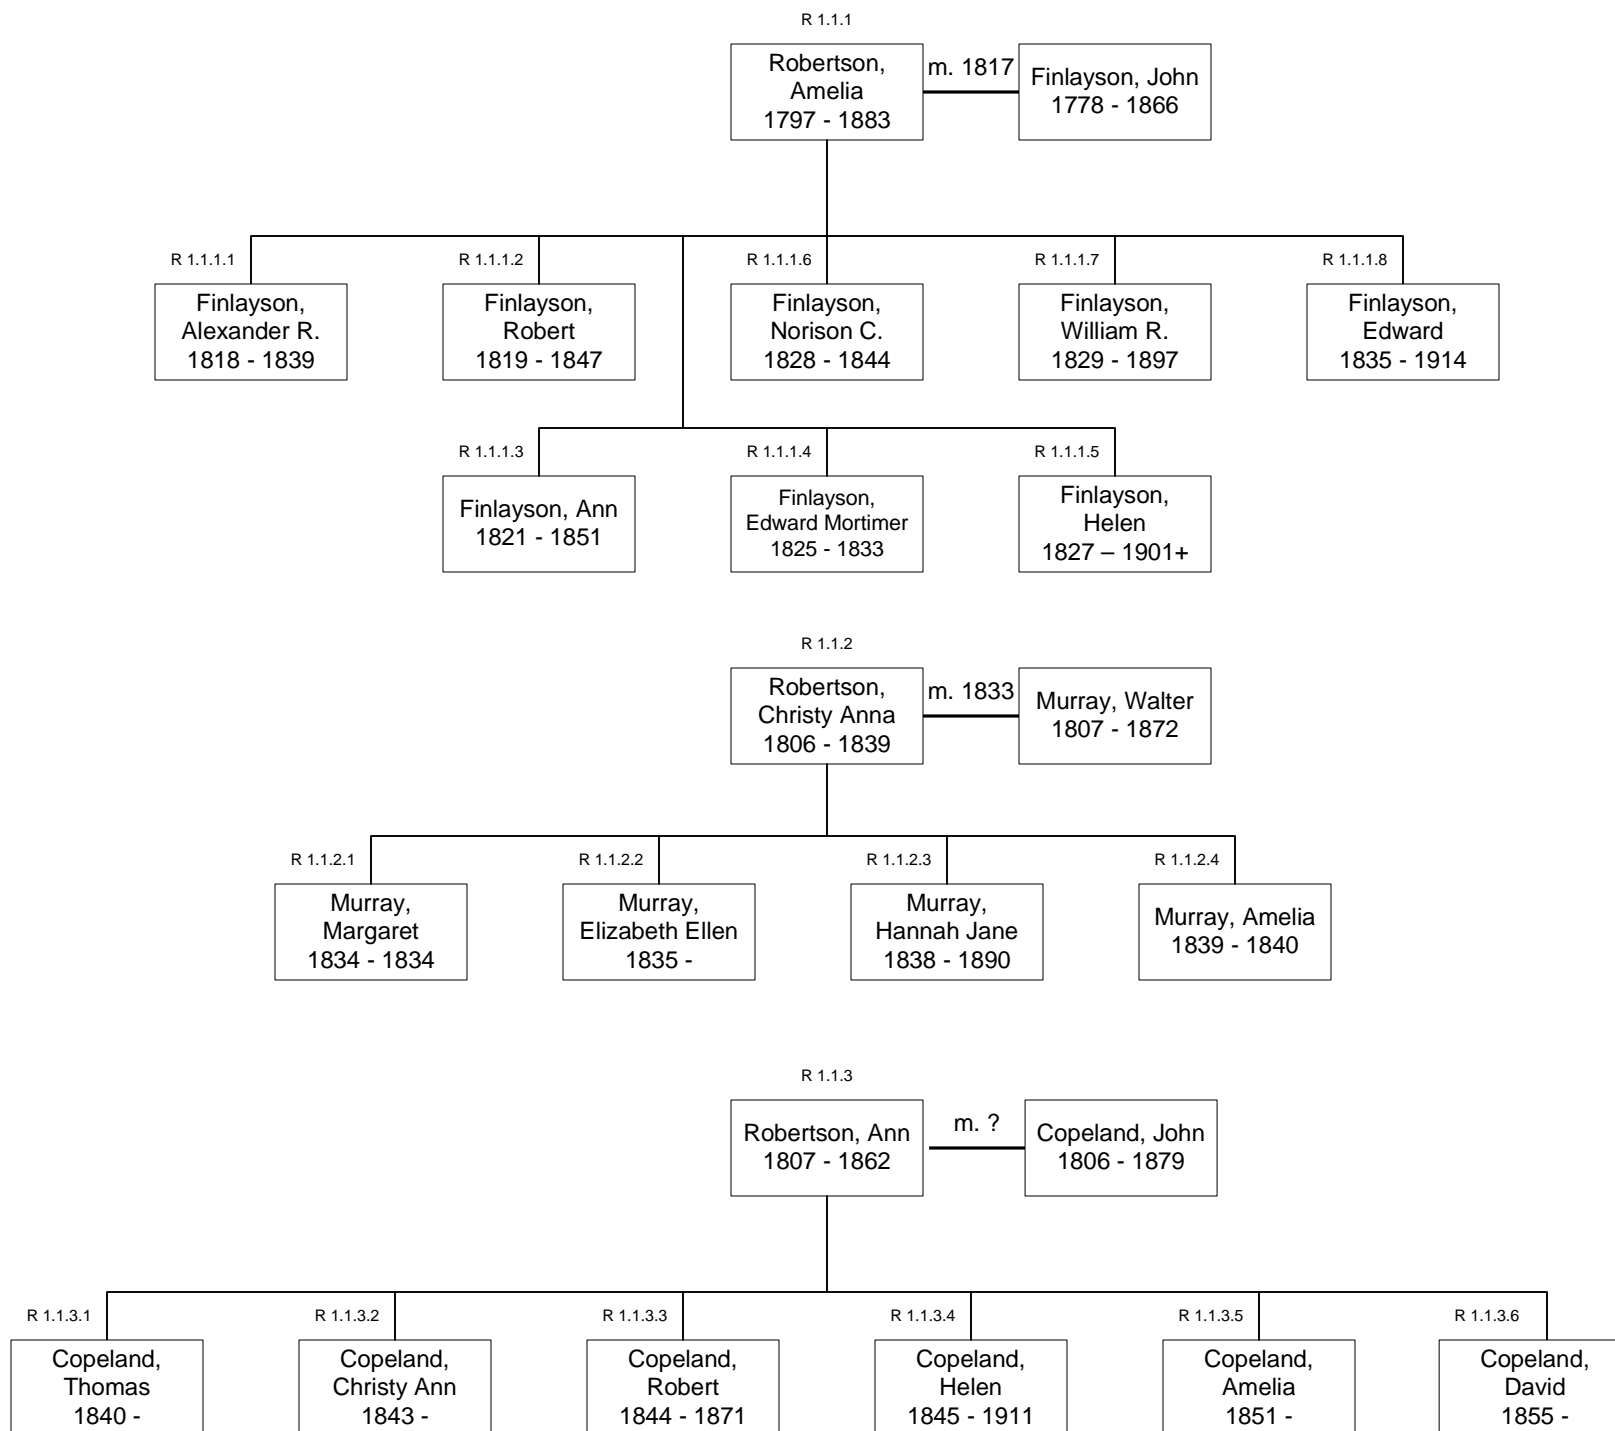 R 1.1.1
Robertson,
Amelia
1797 - 1883
m. 1817
Finlayson, John
1778 - 1866
R 1.1.1.1
Finlayson,
Alexander R.
1818 - 1839
R 1.1.1.2
Finlayson,
Robert
1819 - 1847
R 1.1.1.6
Finlayson,
Norison C.
1828 - 1844
R 1.1.1.7
Finlayson,
William R.
1829 - 1897
R 1.1.1.8
Finlayson,
Edward
1835 - 1914
R 1.1.1.3
Finlayson, Ann
1821 - 1851
R 1.1.1.4
Finlayson,
Edward Mortimer
1825 - 1833
R 1.1.1.5
Finlayson,
Helen
1827 – 1901+
R 1.1.2
Robertson,
Christy Anna
1806 - 1839
m. 1833
Murray, Walter
1807 - 1872
R 1.1.2.1
Murray,
Margaret
1834 - 1834
R 1.1.2.2
Murray,
Elizabeth Ellen
1835 -
R 1.1.2.3
Murray,
Hannah Jane
1838 - 1890
R 1.1.2.4
Murray, Amelia
1839 - 1840
R 1.1.3
Robertson, Ann
1807 - 1862
m. ?
Copeland, John
1806 - 1879
R 1.1.3.1
Copeland,
Thomas
1840 -
R 1.1.3.2
Copeland,
Christy Ann
1843 -
R 1.1.3.3
Copeland,
Robert
1844 - 1871
R 1.1.3.4
Copeland,
Helen
1845 - 1911
R 1.1.3.5
Copeland,
Amelia
1851 -
R 1.1.3.6
Copeland,
David
1855 -